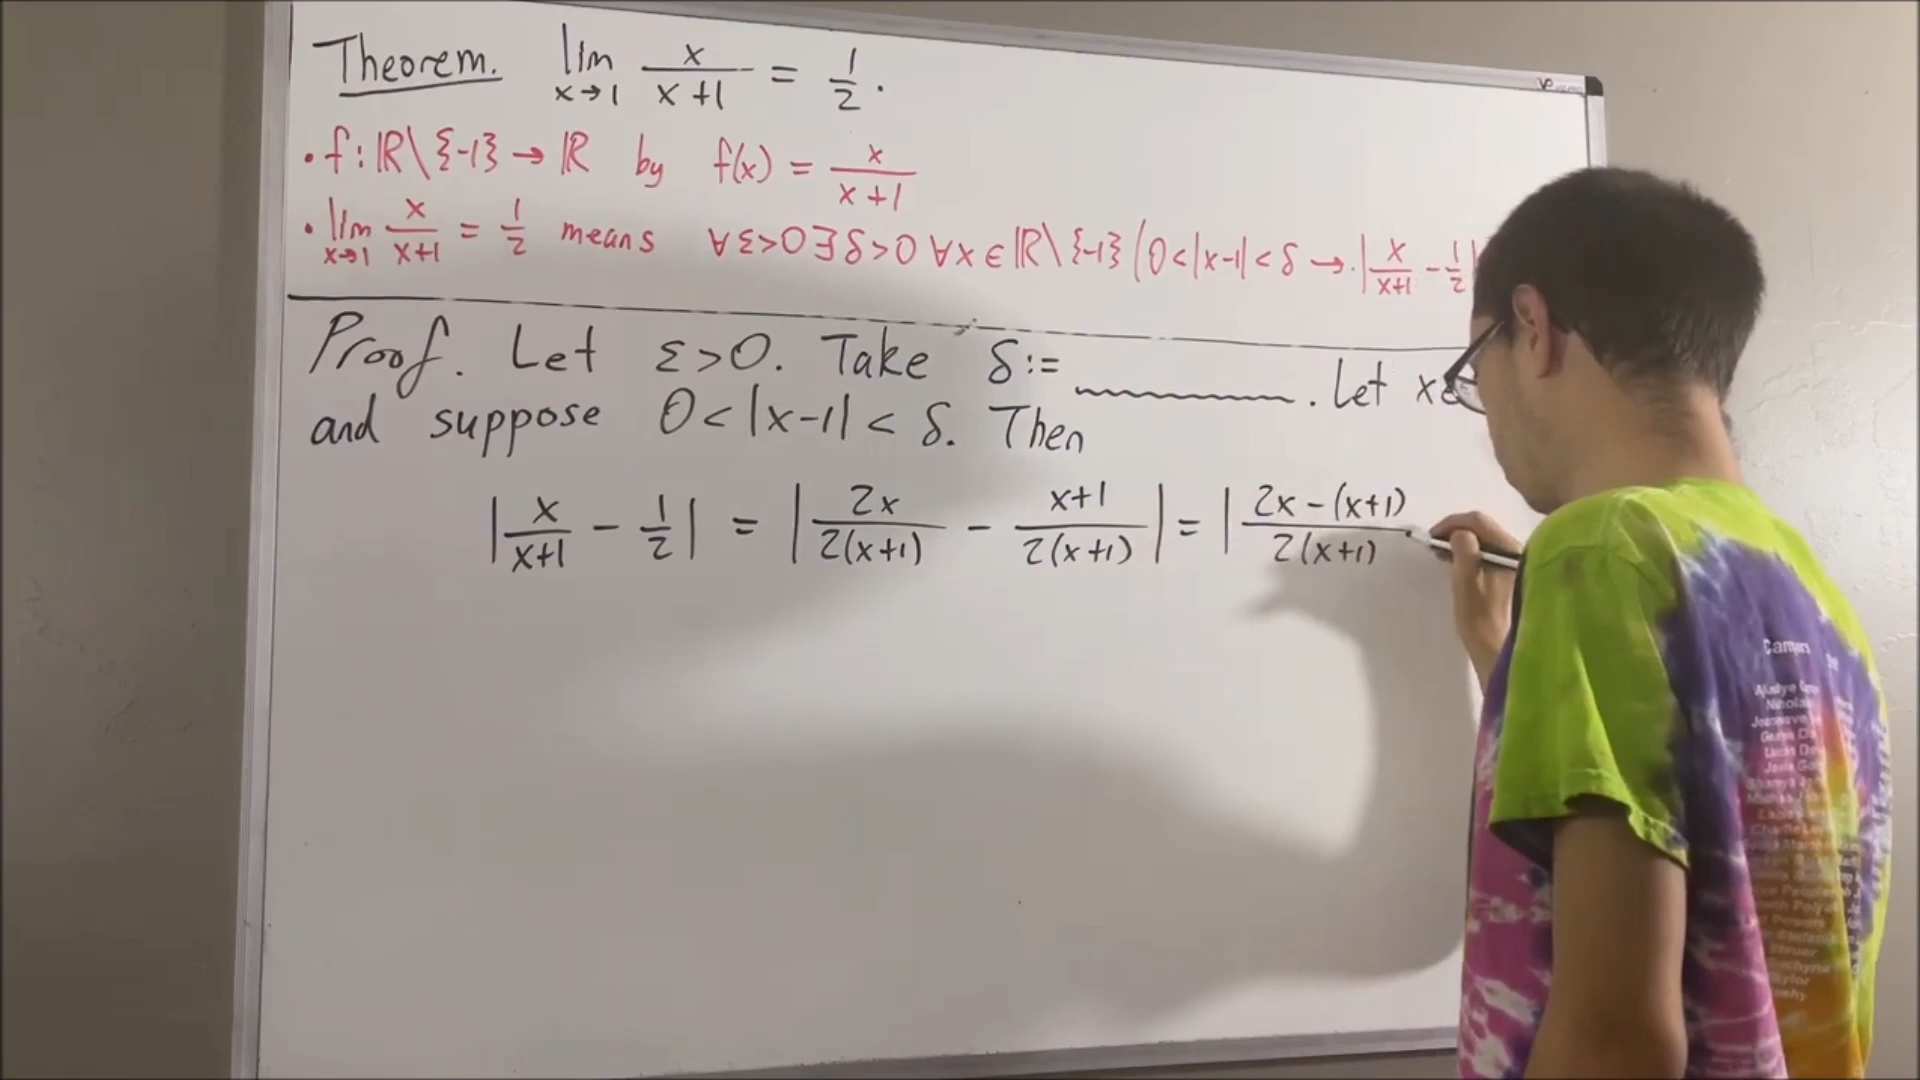 Theorem. lim x→1 x/(x+1) = 1/2.
• f: ℝ\{-1} → ℝ by f(x) = x/(x+1)
• lim x→1 x/(x+1) = 1/2 means ∀ε>0 ∃δ>0 ∀x∈ℝ\{-1} (0<|x-1|<δ → |x/(x+1) - 1/2|
Proof. Let ε>0. Take δ:= ________. Let x∈
and suppose 0<|x-1|<δ. Then
|x/(x+1) - 1/2| = |2x/(2(x+1)) - (x+1)/(2(x+1))| = |(2x-(x+1))/(2(x+1))